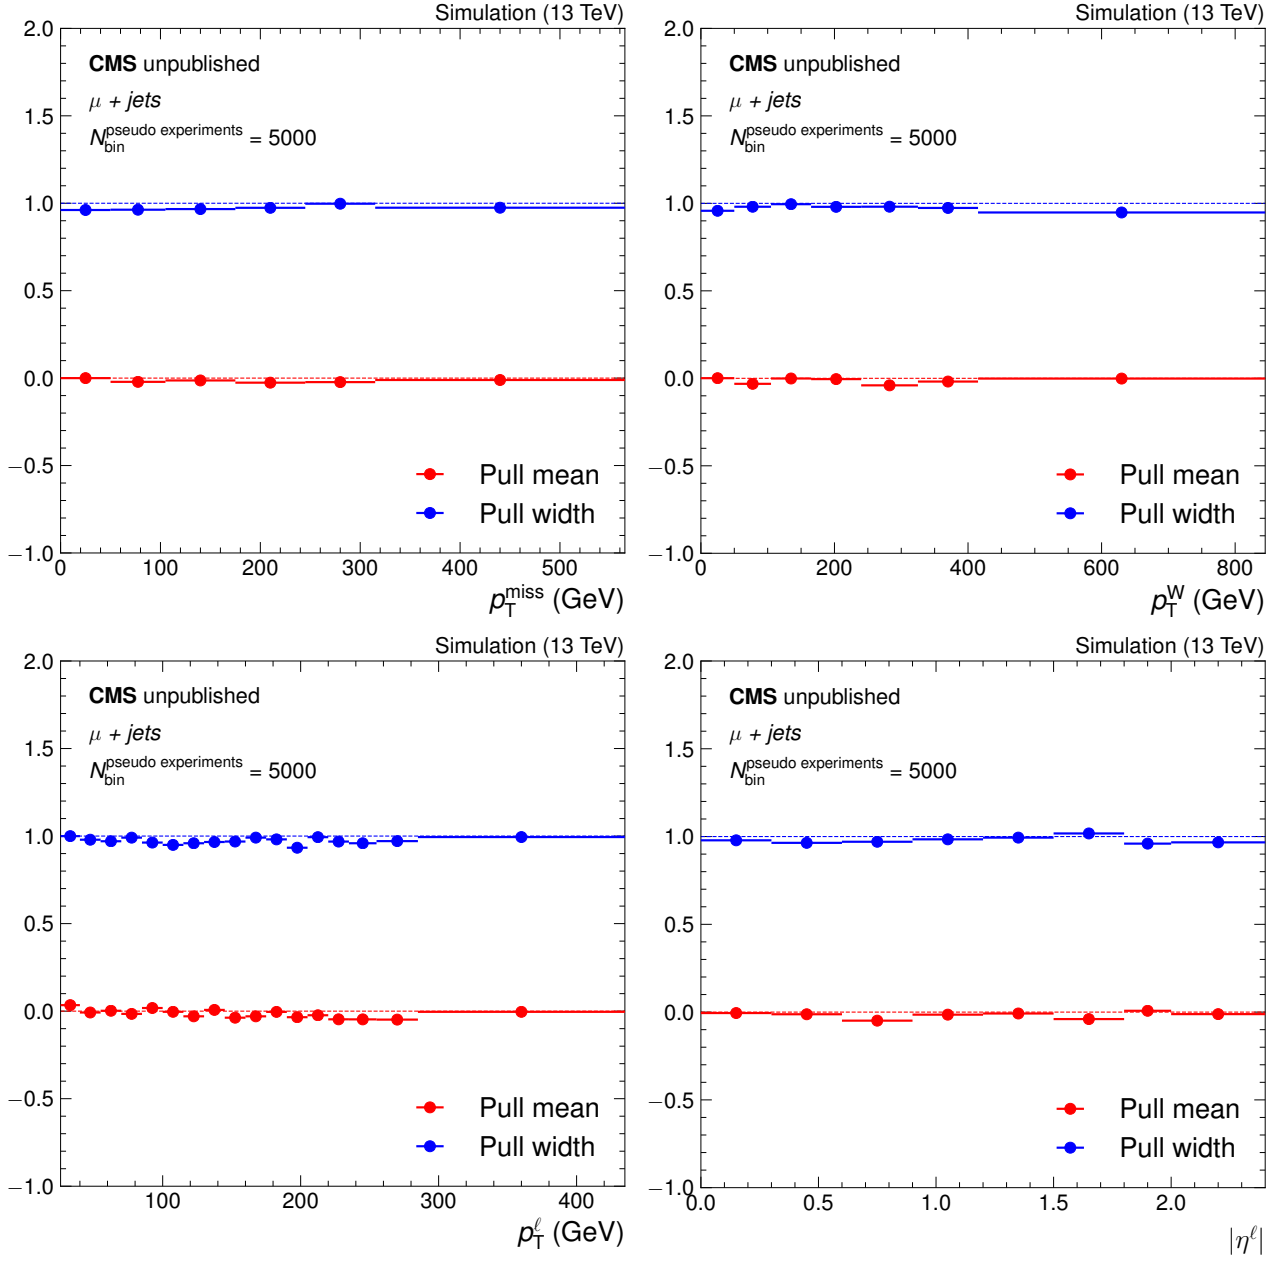 Simulation (13 TeV)
CMS unpublished
μ + jets
N_bin^pseudo experiments = 5000
2.0
1.5
1.0
0.5
0.0
−0.5
−1.0
Pull mean
Pull width
0 100 200 300 400 500
p_T^miss (GeV)
Simulation (13 TeV)
CMS unpublished
μ + jets
N_bin^pseudo experiments = 5000
2.0
1.5
1.0
0.5
0.0
−0.5
−1.0
Pull mean
Pull width
0 200 400 600 800
p_T^W (GeV)
Simulation (13 TeV)
CMS unpublished
μ + jets
N_bin^pseudo experiments = 5000
2.0
1.5
1.0
0.5
0.0
−0.5
−1.0
Pull mean
Pull width
100 200 300 400
p_T^ℓ (GeV)
Simulation (13 TeV)
CMS unpublished
μ + jets
N_bin^pseudo experiments = 5000
2.0
1.5
1.0
0.5
0.0
−0.5
−1.0
Pull mean
Pull width
0.0 0.5 1.0 1.5 2.0
|η^ℓ|